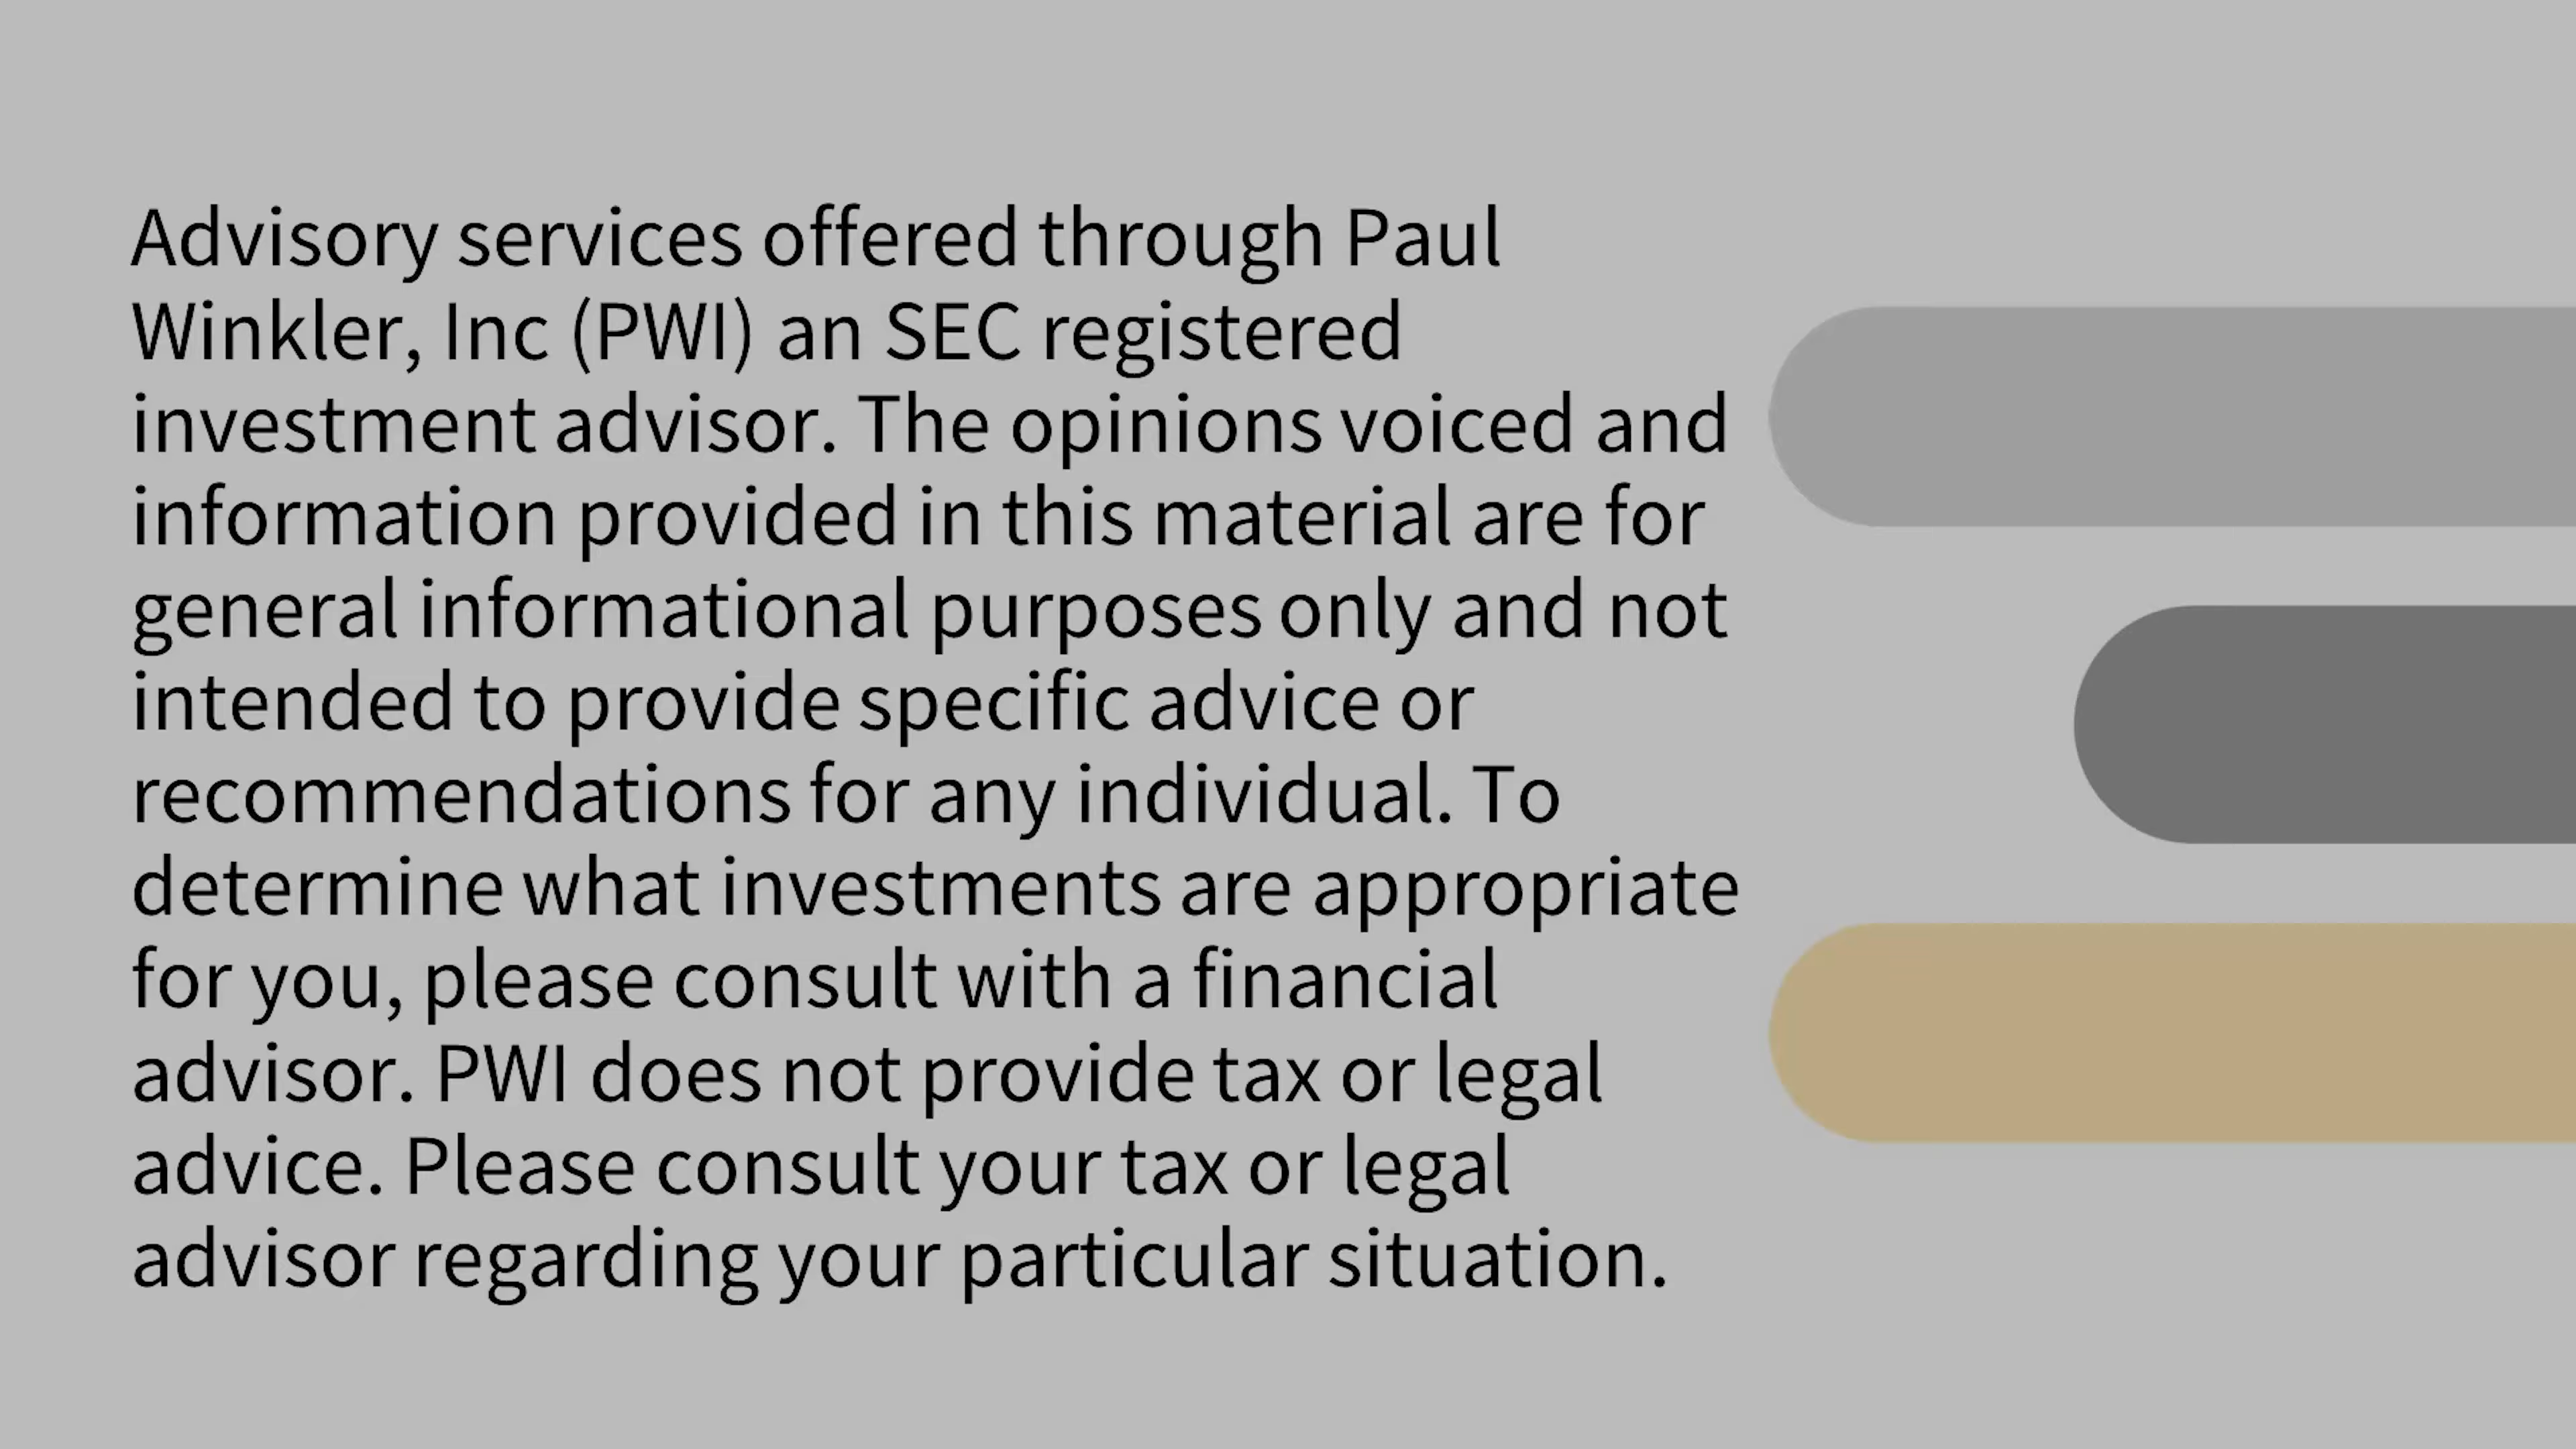 Advisory services offered through Paul
Winkler, Inc (PWI) an SEC registered
investment advisor. The opinions voiced and
information provided in this material are for
general informational purposes only and not
intended to provide specific advice or
recommendations for any individual. To
determine what investments are appropriate
for you, please consult with a financial
advisor. PWI does not provide tax or legal
advice. Please consult your tax or legal
advisor regarding your particular situation.